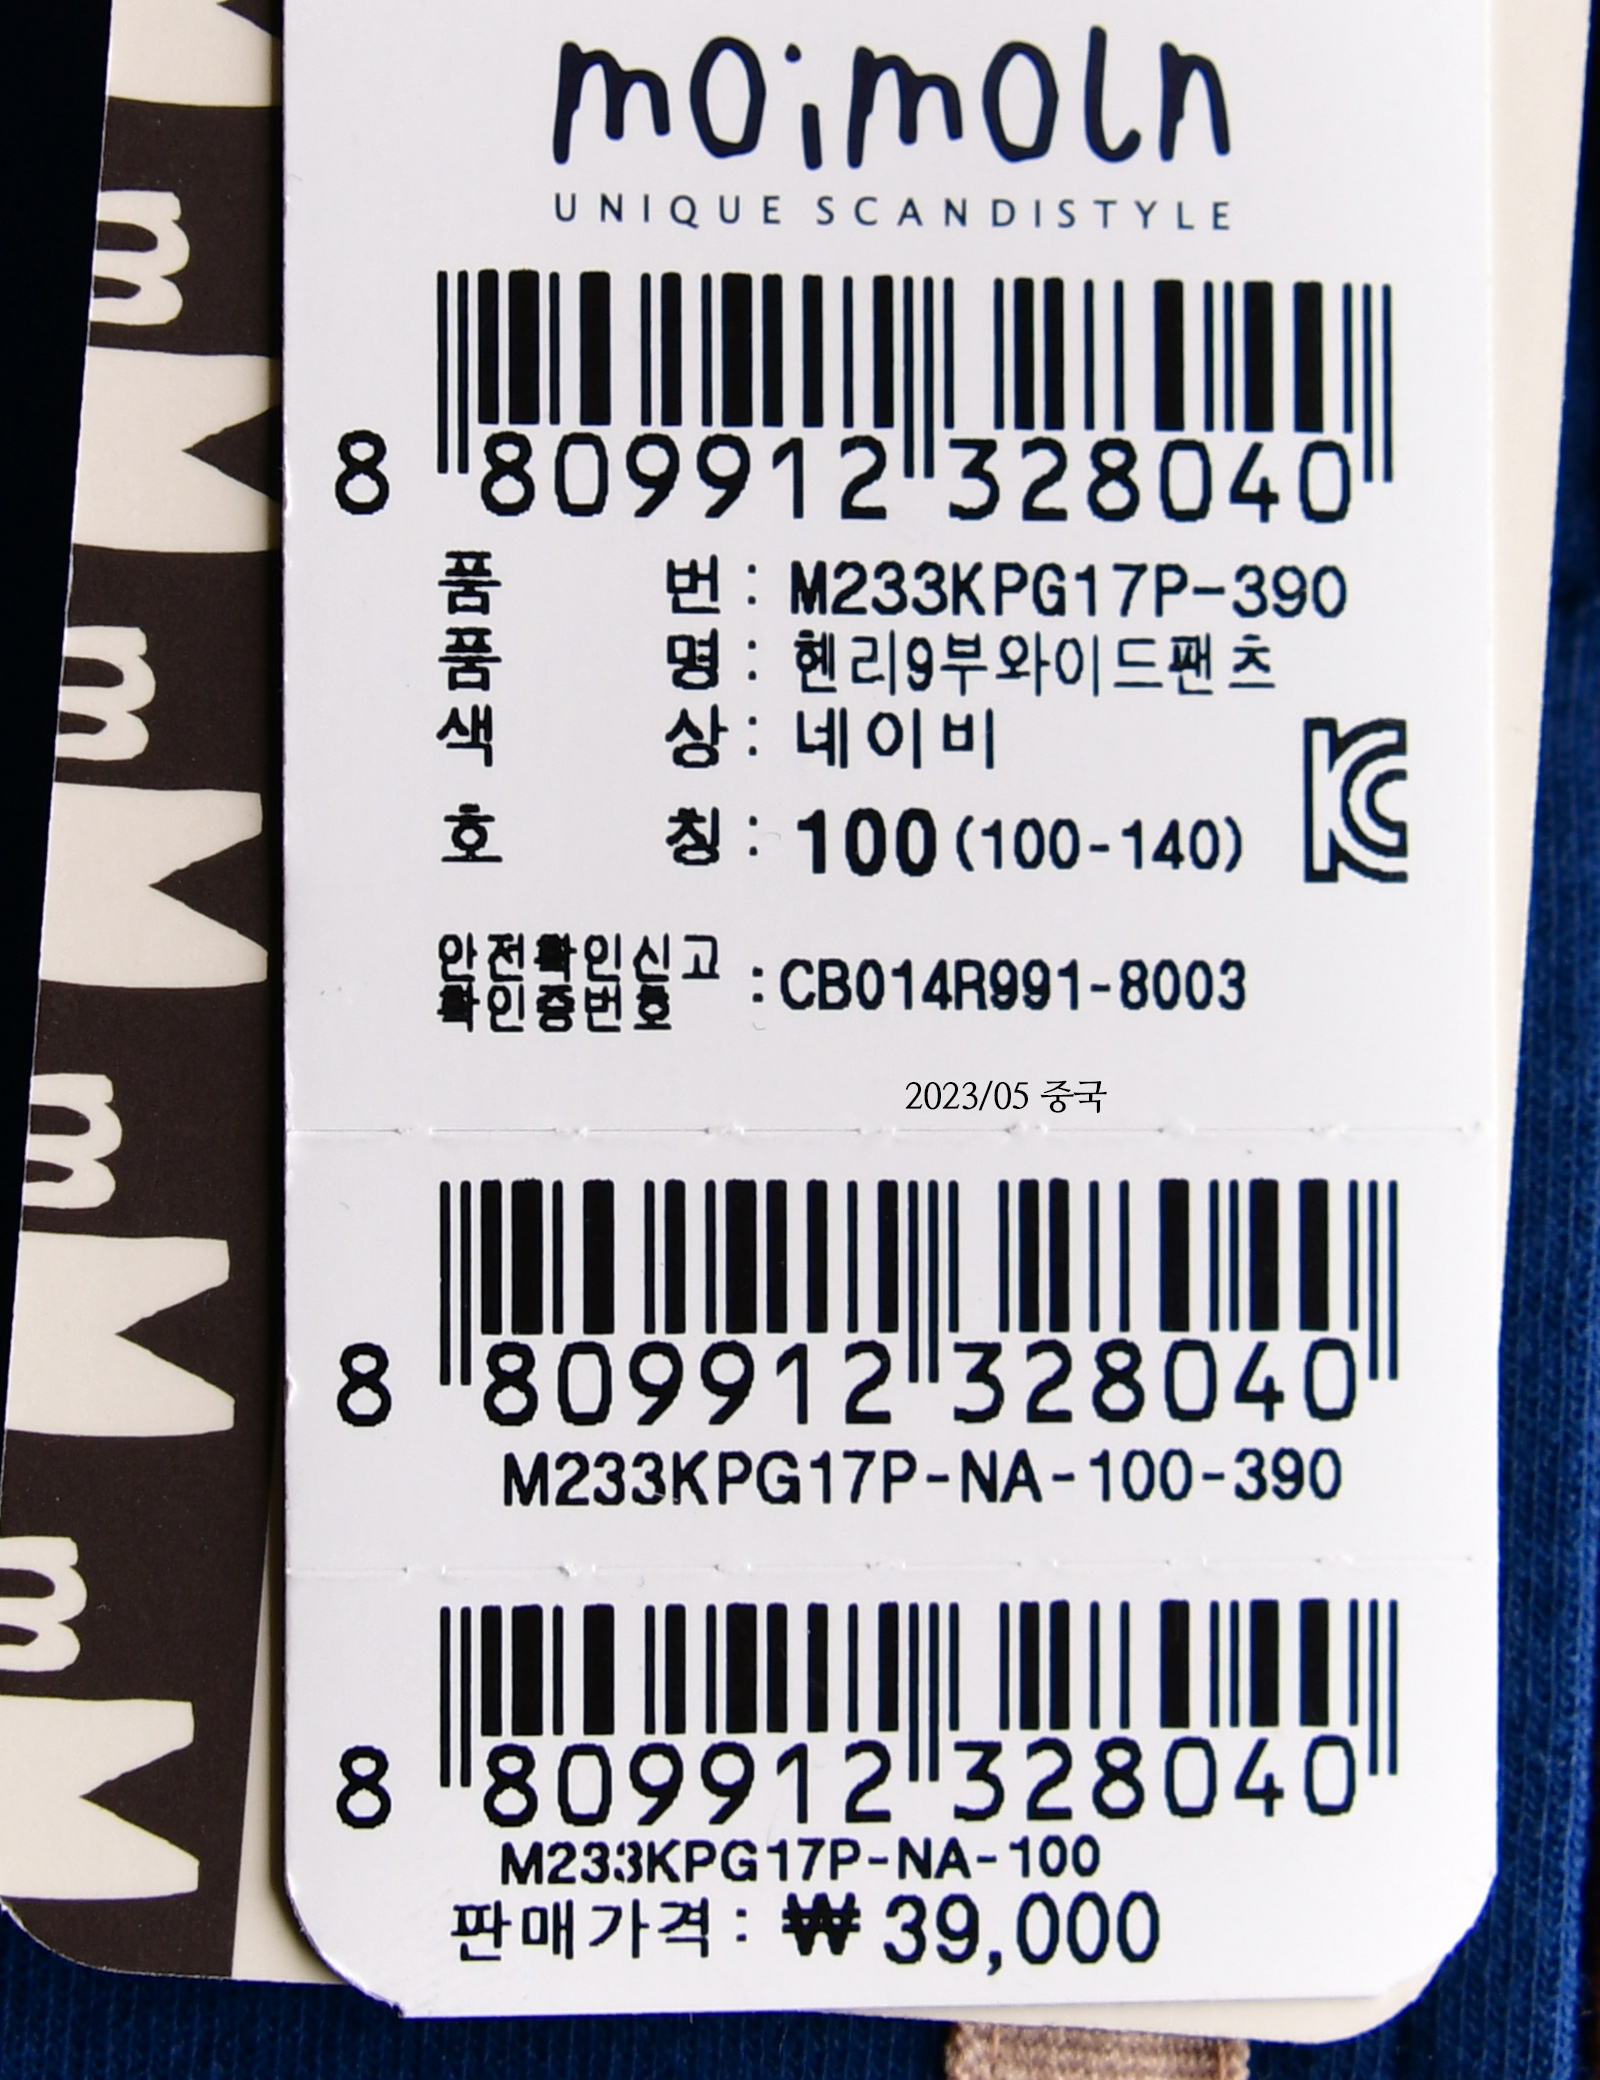 moimoln
UNIQUE SCANDISTYLE
8 809912 328040
품 번 : M233KPG17P-390
품 명 : 헨리9부와이드팬츠
색 상 : 네이비
호 칭 : 100 (100-140)
안전확인신고
확인증번호 : CB014R991-8003
2023/05 중국
8 809912 328040
M233KPG17P-NA-100-390
8 809912 328040
M233KPG17P-NA-100
판매가격 : ₩ 39,000
m
M
m
M
m
M
m
M